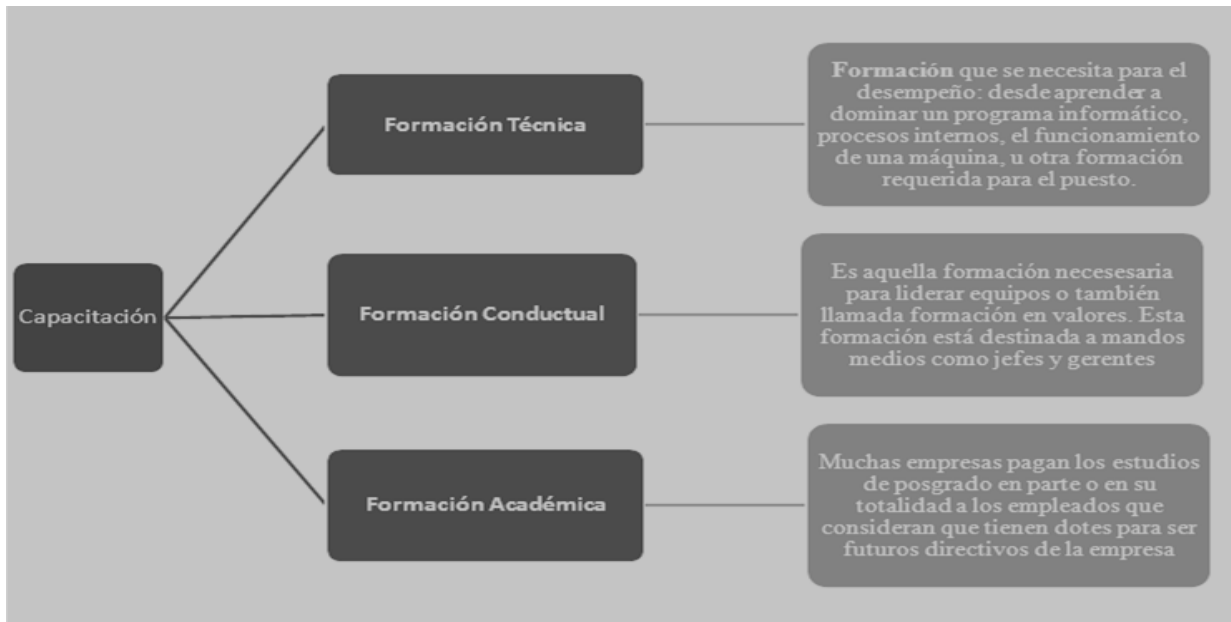 Capacitación
Formación Técnica
Formación que se necesita para el
desempeño: desde aprender a
dominar un programa informático,
procesos internos, el funcionamiento
de una máquina, u otra formación
requerida para el puesto.
Formación Conductual
Es aquella formación necesesaria
para liderar equipos o también
llamada formación en valores. Esta
formación está destinada a mandos
medios como jefes y gerentes
Formación Académica
Muchas empresas pagan los estudios
de posgrado en parte o en su
totalidad a los empleados que
consideran que tienen dotes para ser
futuros directivos de la empresa